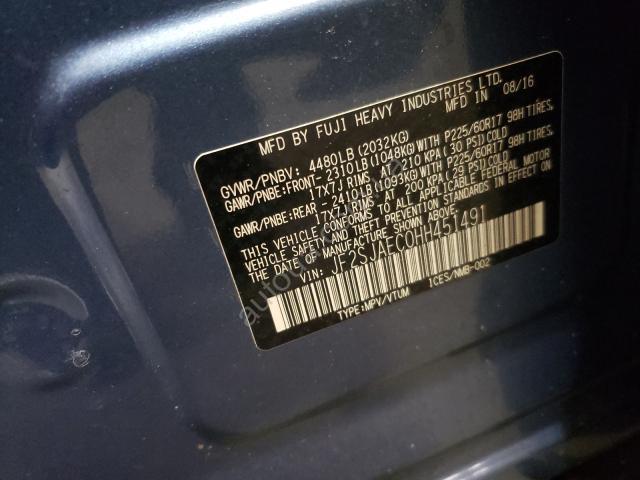 MFD BY FUJI HEAVY INDUSTRIES LTD.
MFD IN 08/16
GVWR/PNBV: 4480LB (2032KG)
GAWR/PNBE:FRONT- 2310LB(1048KG)WITH P225/60R17 98H TIRES,
17X7J RIMS, AT 210 KPA(30 PSI)COLD
GAWR/PNBE:REAR - 2410LB(1093KG)WITH P225/60R17 98H TIRES,
17X7J RIMS, AT 200 KPA(29 PSI)COLD
THIS VEHICLE CONFORMS TO ALL APPLICABLE FEDERAL MOTOR
VEHICLE SAFETY AND THEFT PREVENTION STANDARDS
IN EFFECT ON THE DATE OF MANUFACTURE SHOWN ABOVE.
VIN: JF2SJAEC0HH451491
TYPE:MPV/VTUM ICES/NMB-002